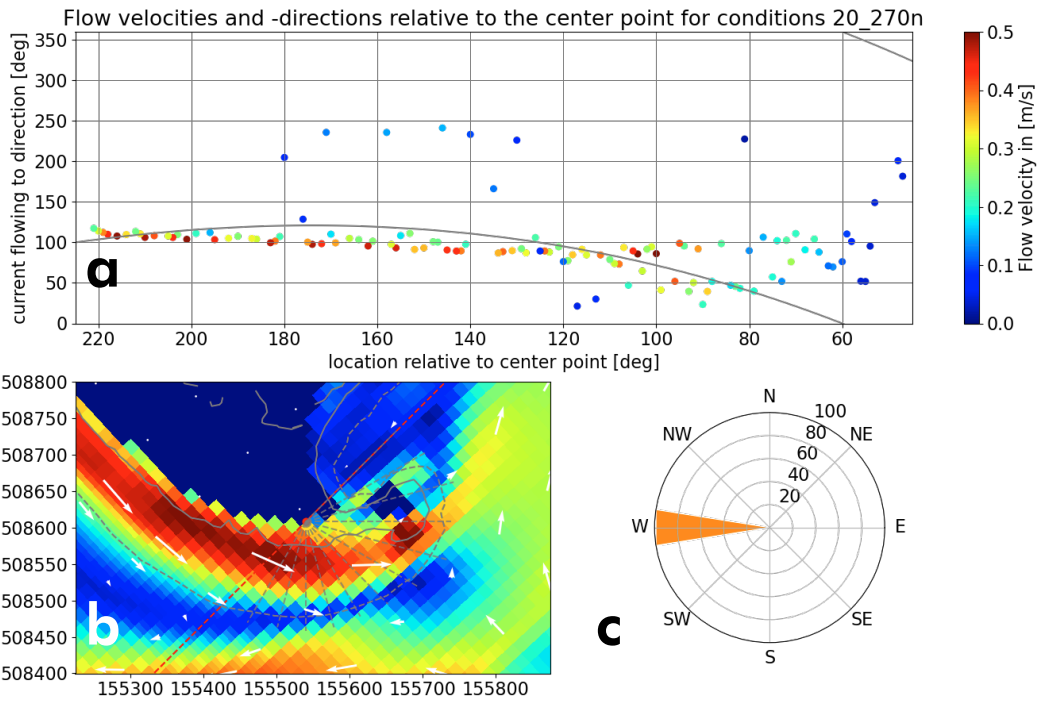 Flow velocities and -directions relative to the center point for conditions 20_270n
current flowing to direction [deg]
350
300
250
200
150
100
50
0
a
220 200 180 160 140 120 100 80 60
location relative to center point [deg]
0.5
0.4
0.3
0.2
0.1
0.0
Flow velocity in [m/s]
508800
508750
508700
508650
508600
508550
508500
508450
508400
b
155300 155400 155500 155600 155700 155800
c
N
NE
E
SE
S
SW
W
NW
100
80
60
40
20